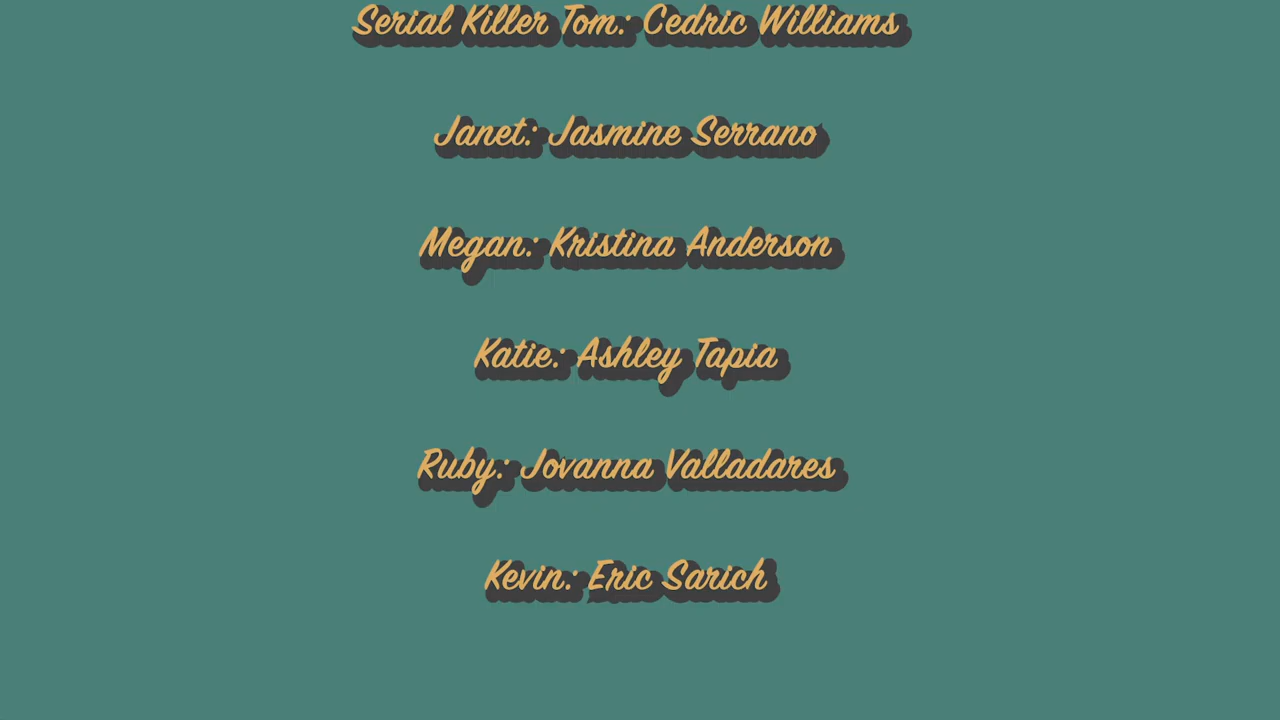 Serial Killer Tom: Cedric Williams
Janet: Jasmine Serrano
Megan: Kristina Anderson
Katie: Ashley Tapia
Ruby: Jovanna Valladares
Kevin: Eric Sarich